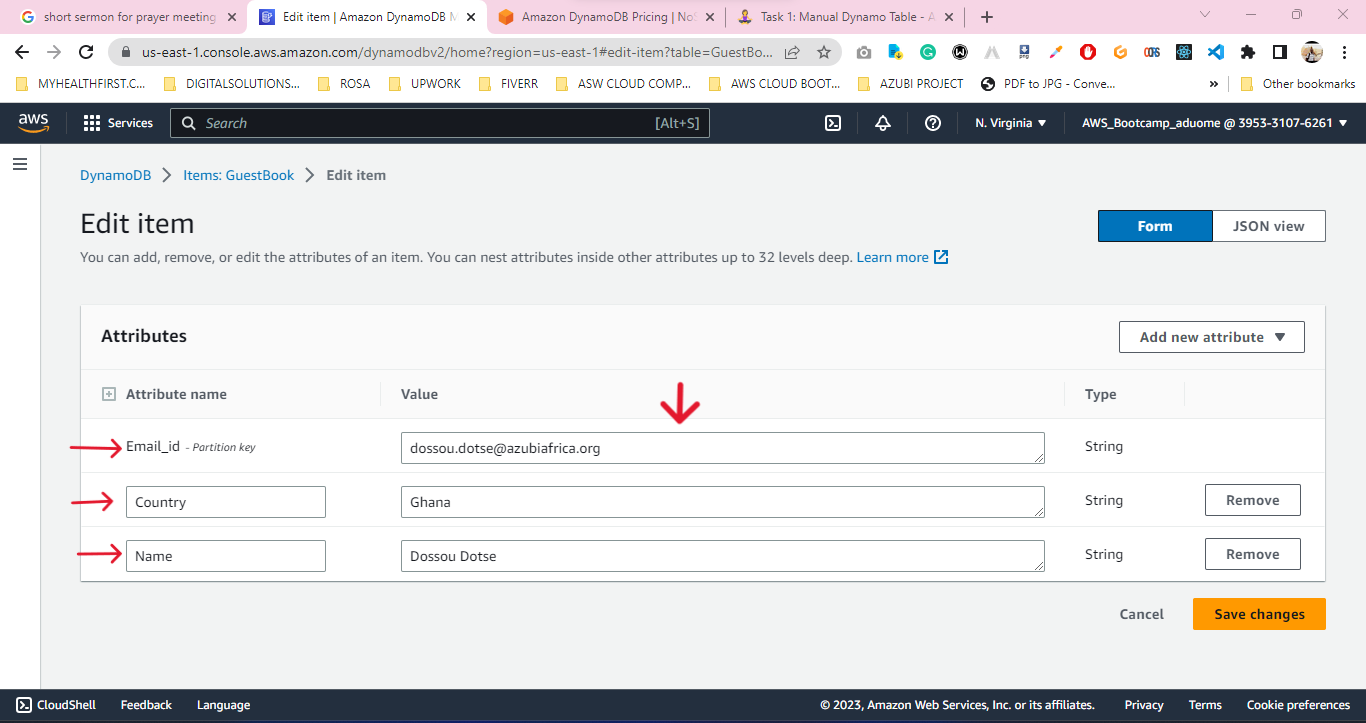 short sermon for prayer meeting
Edit item | Amazon DynamoDB M
Amazon DynamoDB Pricing | NoS
Task 1: Manual Dynamo Table - A
us-east-1.console.aws.amazon.com/dynamodbv2/home?region=us-east-1#edit-item?table=GuestBo...
MYHEALTHFIRST.C...
DIGITALSOLUTIONS...
ROSA
UPWORK
FIVERR
ASW CLOUD COMP...
AWS CLOUD BOOT...
AZUBI PROJECT
PDF to JPG - Conve...
»
Other bookmarks
aws
Services
Search
[Alt+S]
N. Virginia
AWS_Bootcamp_aduome @ 3953-3107-6261
DynamoDB
Items: GuestBook
Edit item
Edit item
Form
JSON view
You can add, remove, or edit the attributes of an item. You can nest attributes inside other attributes up to 32 levels deep. Learn more
Attributes
Add new attribute
Attribute name
Value
Type
Email_id - Partition key
dossou.dotse@azubiafrica.org
String
Country
Ghana
String
Remove
Name
Dossou Dotse
String
Remove
Cancel
Save changes
CloudShell
Feedback
Language
© 2023, Amazon Web Services, Inc. or its affiliates.
Privacy
Terms
Cookie preferences